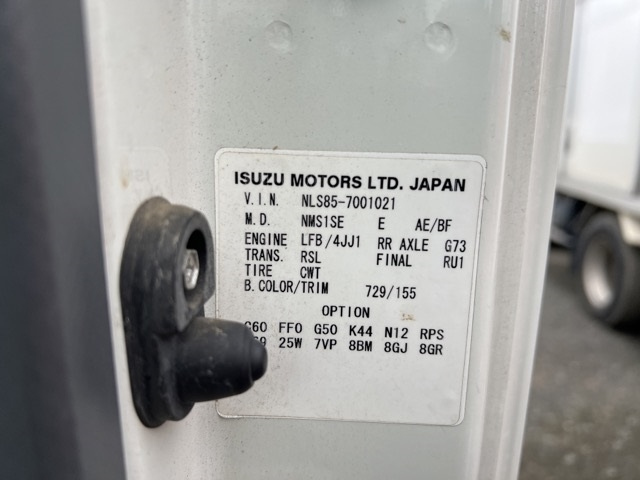 ISUZU MOTORS LTD. JAPAN
V.I.N. NLS85-7001021
M.D. NMS1SE E AE/BF
ENGINE LFB/4JJ1 RR AXLE G73
TRANS. RSL FINAL RU1
TIRE CWT
B.COLOR/TRIM 729/155
OPTION
FF0 G50 K44 N12 RPS
25W 7VP 8BM 8GJ 8GR